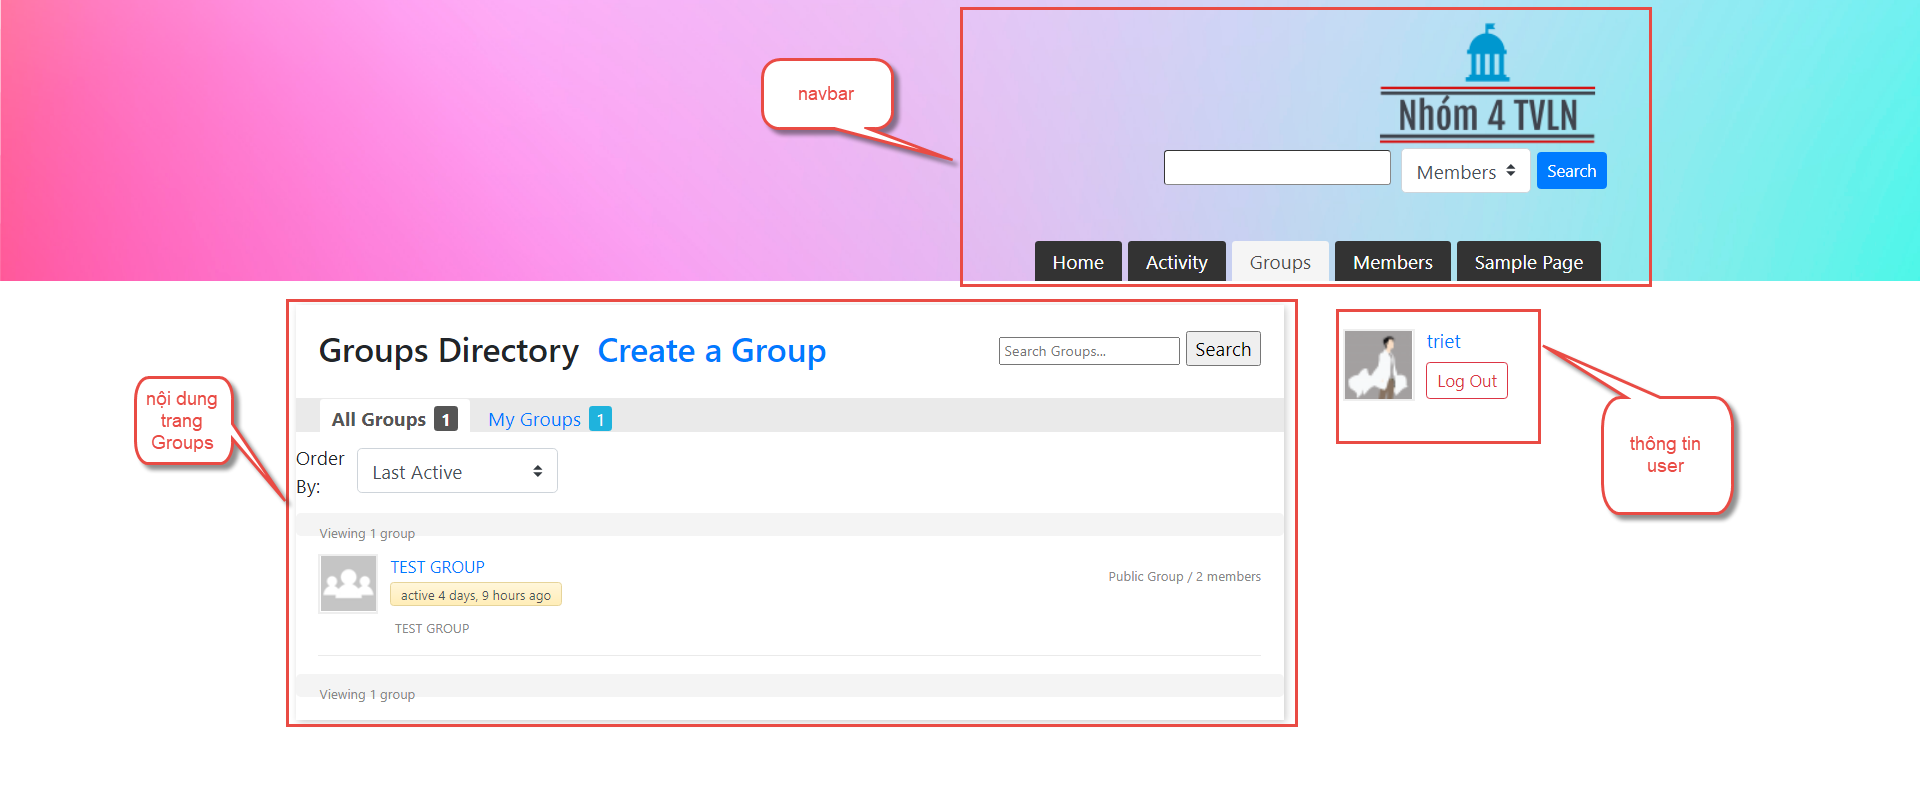 navbar
Nhóm 4 TVLN
Members Search
Home Activity Groups Members Sample Page
Groups Directory Create a Group Search Groups... Search
triet
Log Out
nội dung
trang
Groups
All Groups 1 My Groups 1
thông tin
user
Order
By:
Last Active
Viewing 1 group
TEST GROUP
active 4 days, 9 hours ago
Public Group / 2 members
TEST GROUP
Viewing 1 group